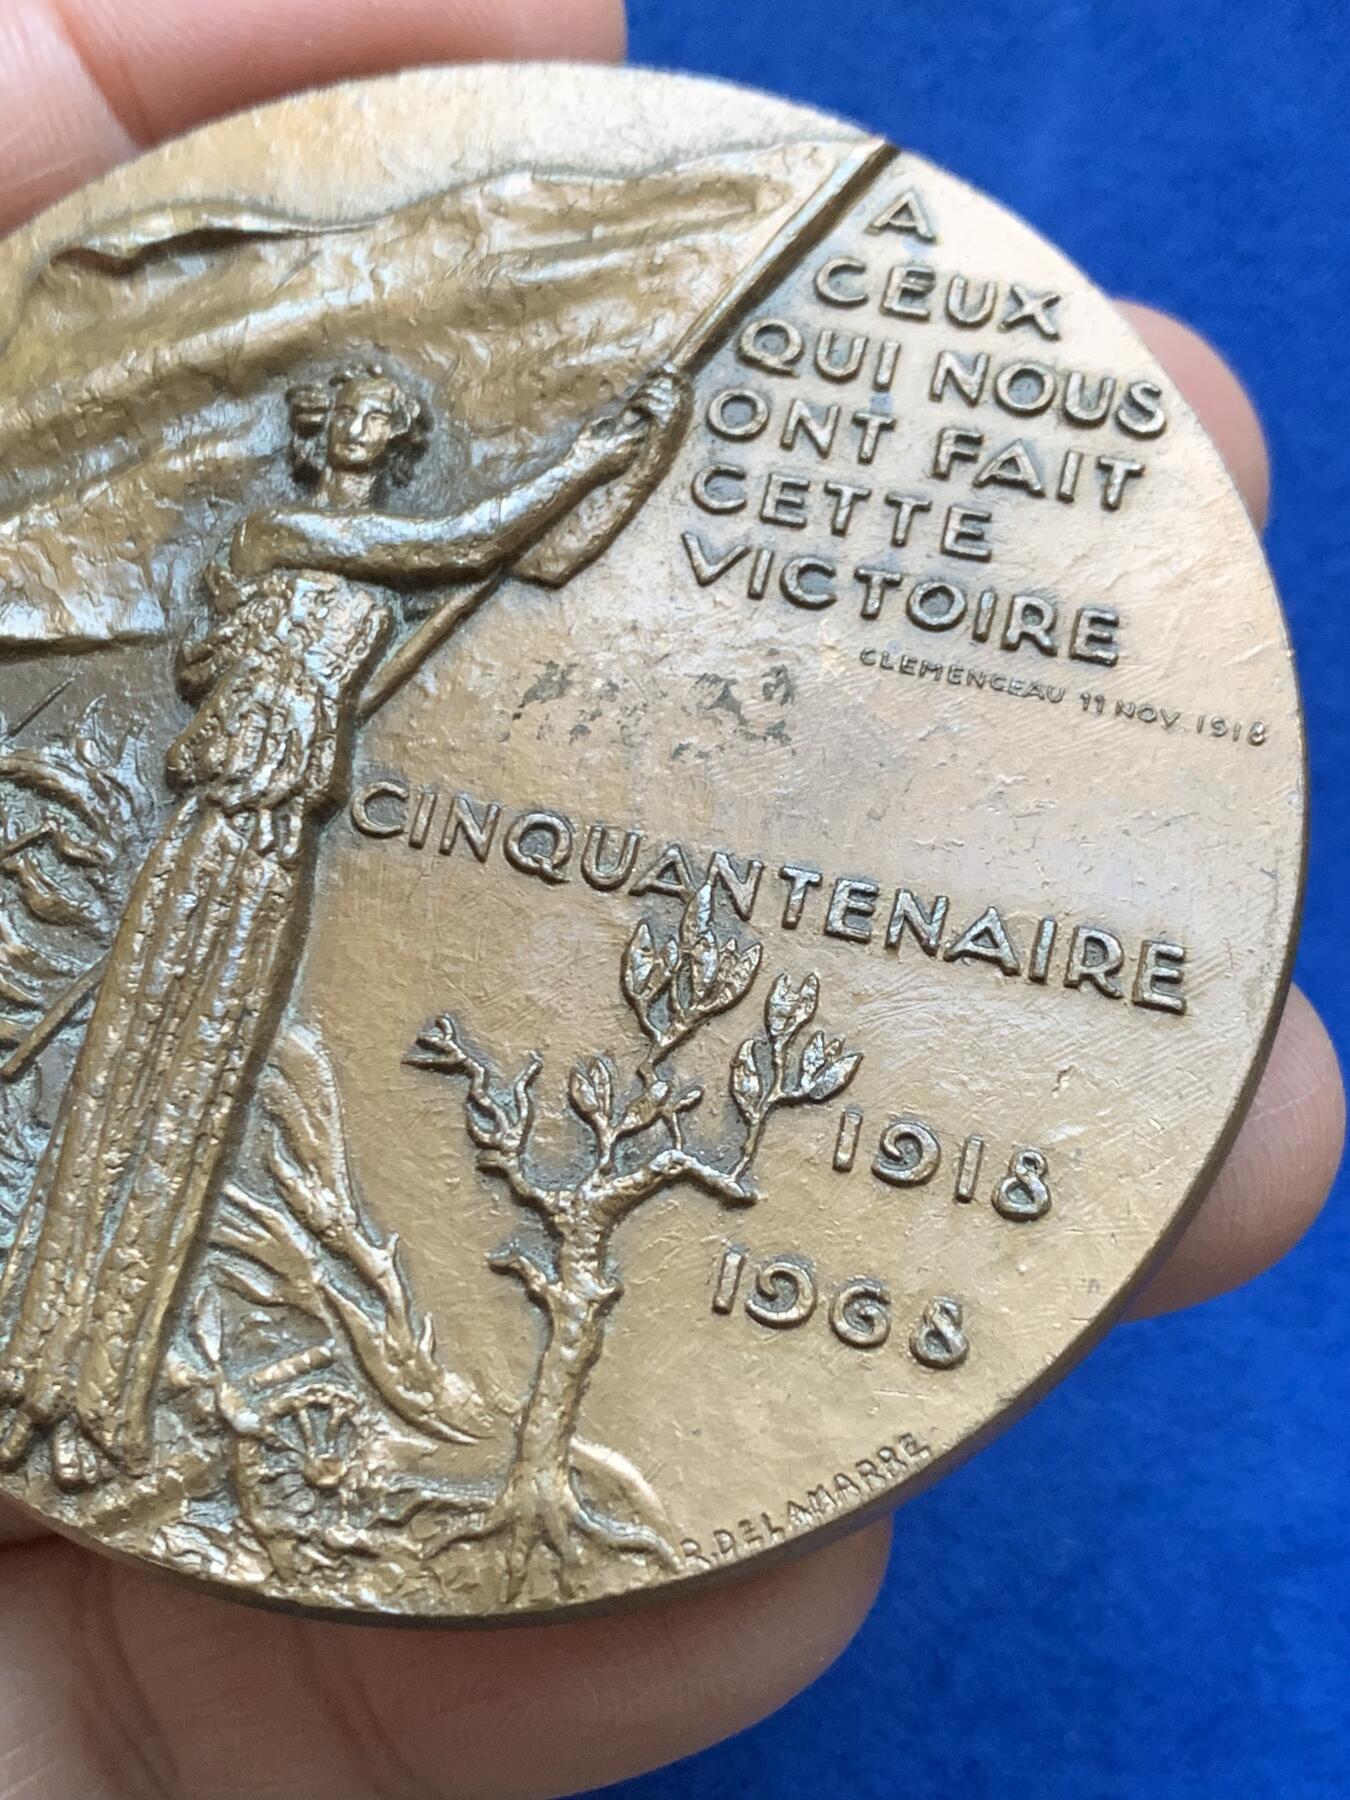 A
CEUX
QUI NOUS
ONT FAIT
CETTE
VICTOIRE
CLEMENCEAU 11 NOV. 1918
CINQUANTENAIRE
1918
1968
R.DELAMARRE